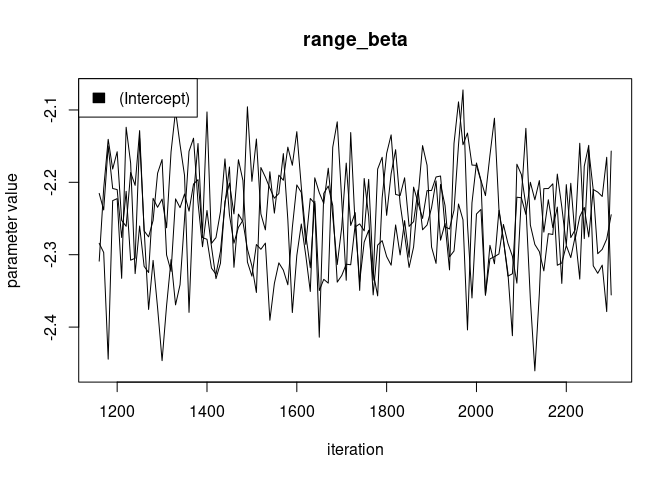 range_beta
(Intercept)
-2.1
-2.2
-2.3
-2.4
parameter value
1200 1400 1600 1800 2000 2200
iteration